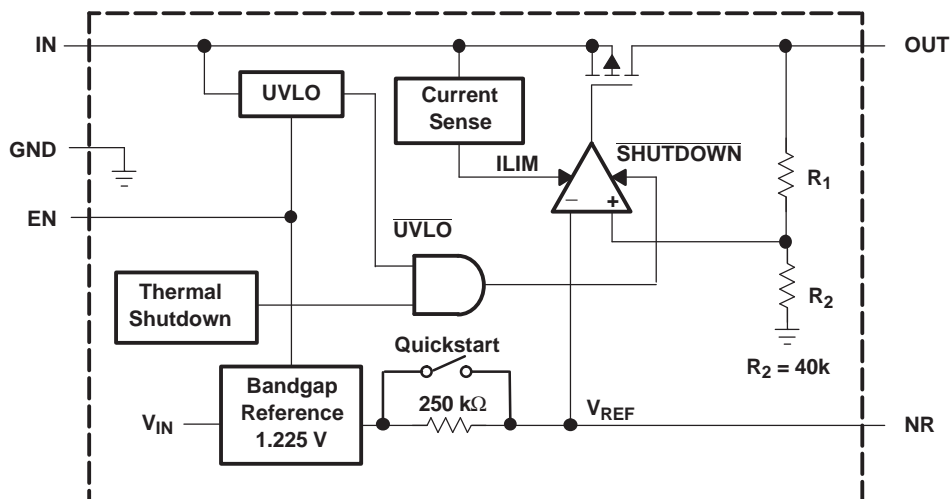 IN
OUT
UVLO
Current
Sense
GND
ILIM
SHUTDOWN
R1
− +
EN
UVLO
Thermal
Shutdown
R2
Quickstart
R2 = 40k
Bandgap
Reference
1.225 V
250 kΩ
VIN
VREF
NR